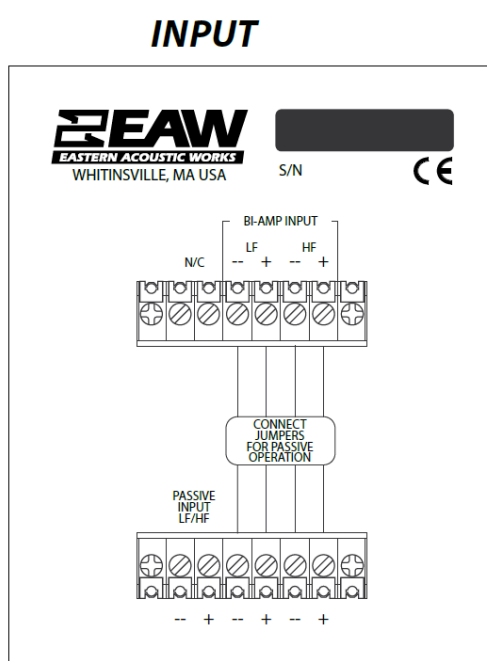 INPUT
EAW
EASTERN ACOUSTIC WORKS
WHITINSVILLE, MA USA
S/N
CE
BI-AMP INPUT
LF HF
N/C -- + -- +
CONNECT
JUMPERS
FOR PASSIVE
OPERATION
PASSIVE
INPUT
LF/HF
-- + -- + -- +